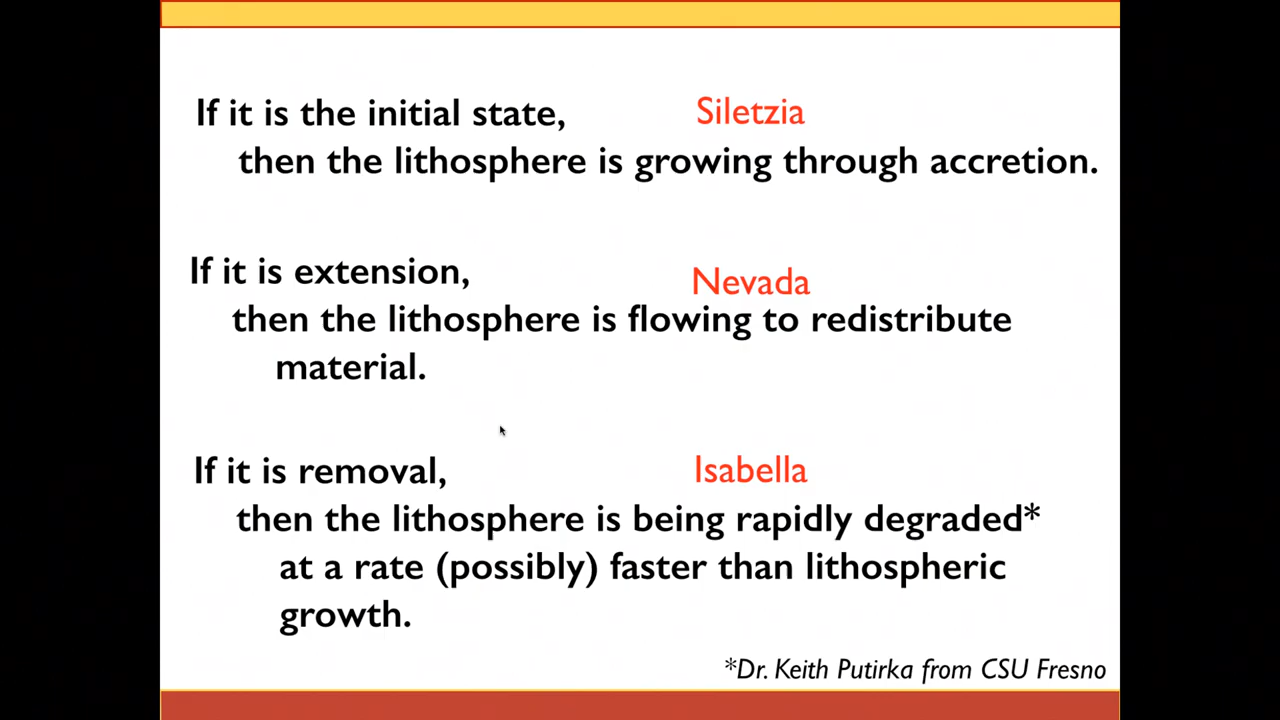 If it is the initial state, Siletzia
then the lithosphere is growing through accretion.
If it is extension, Nevada
then the lithosphere is flowing to redistribute
material.
If it is removal, Isabella
then the lithosphere is being rapidly degraded*
at a rate (possibly) faster than lithospheric
growth.
*Dr. Keith Putirka from CSU Fresno